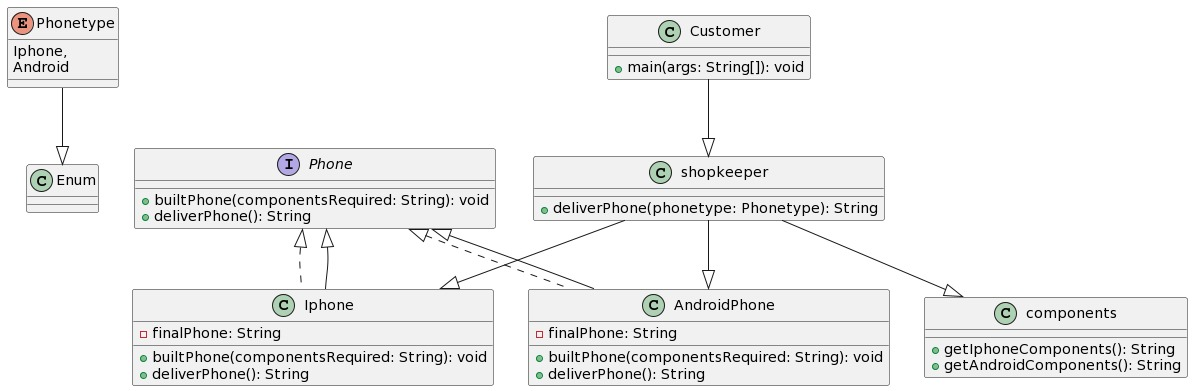 E Phonetype
Iphone,
Android
C Enum
C Customer
main(args: String[]): void
I Phone
builtPhone(componentsRequired: String): void
deliverPhone(): String
C shopkeeper
deliverPhone(phonetype: Phonetype): String
C Iphone
finalPhone: String
builtPhone(componentsRequired: String): void
deliverPhone(): String
C AndroidPhone
finalPhone: String
builtPhone(componentsRequired: String): void
deliverPhone(): String
C components
getIphoneComponents(): String
getAndroidComponents(): String